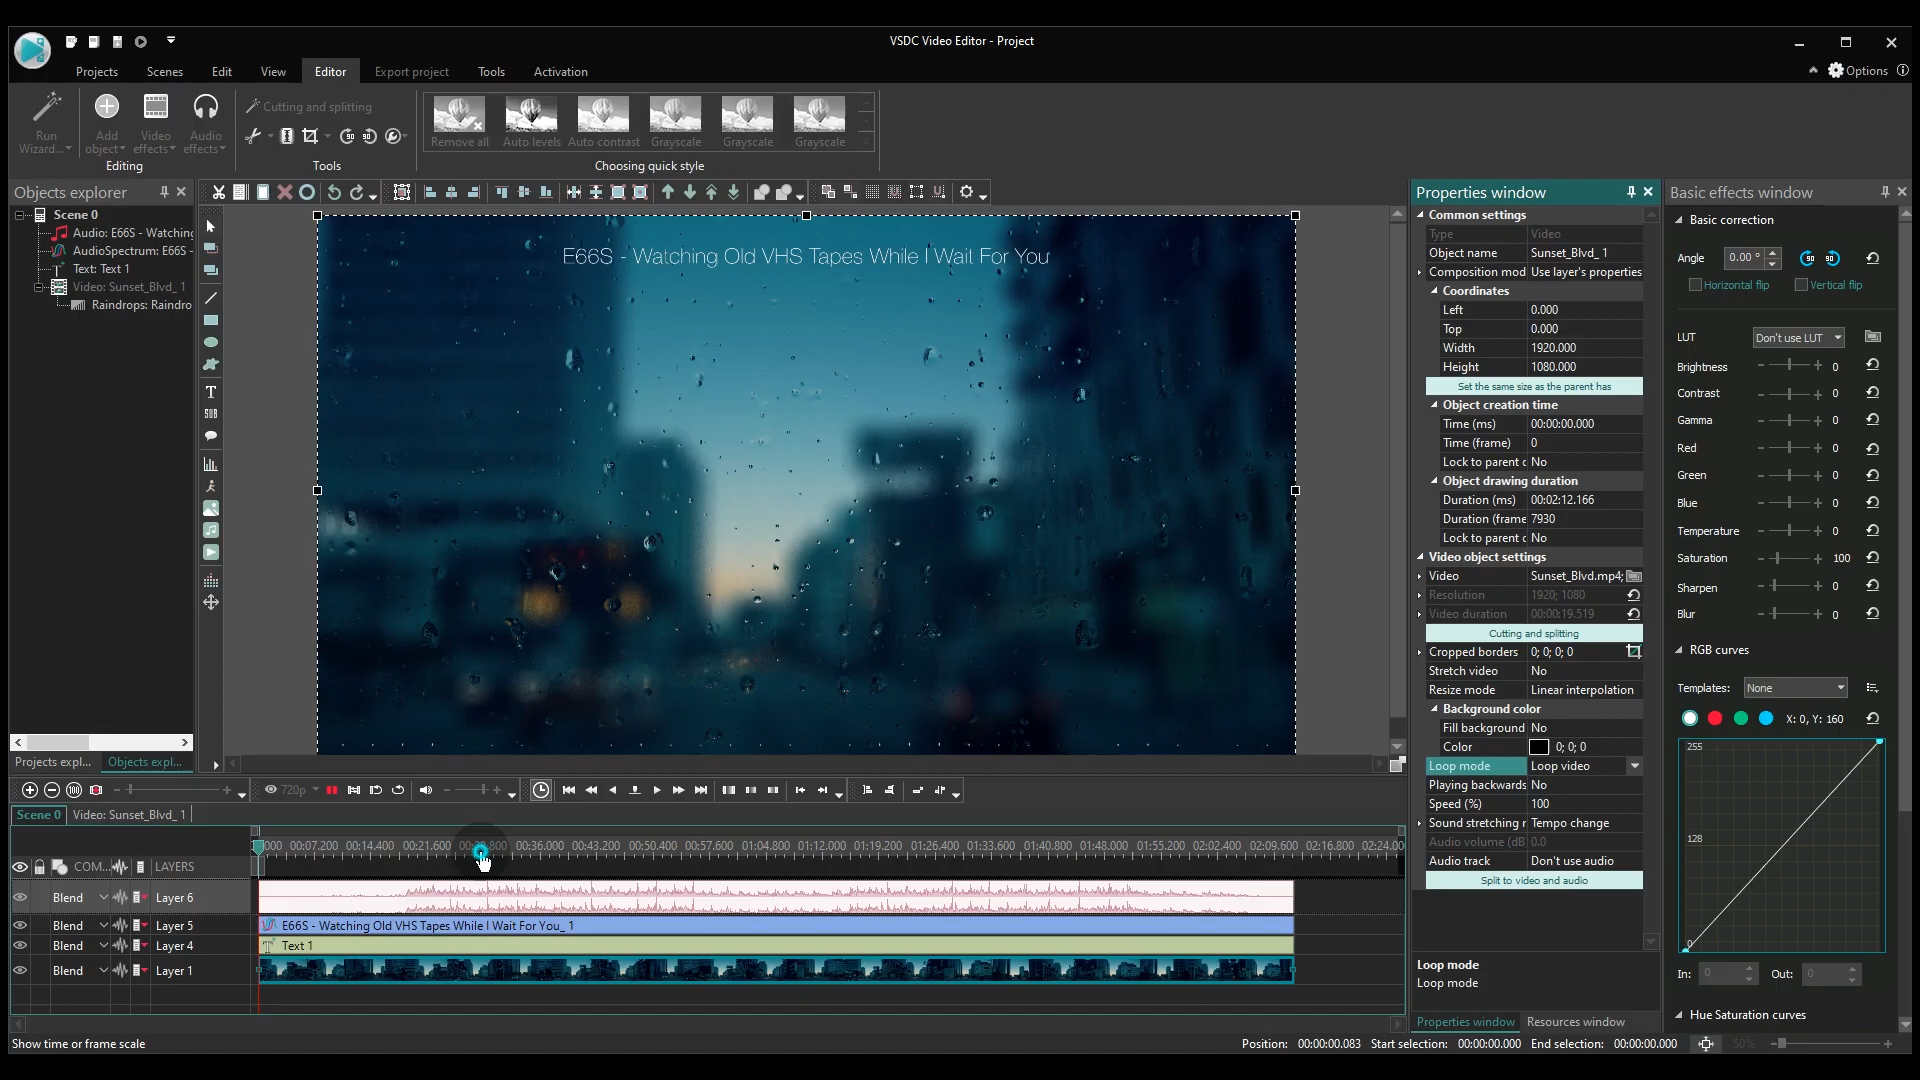 VSDC Video Editor - Project
Projects Scenes Edit View Editor Export project Tools Activation
Options
Run Wizard...
Add object
Video effects
Audio effects
Editing
Cutting and splitting
Tools
Remove all Auto levels Auto contrast Grayscale Grayscale Grayscale
Choosing quick style
Objects explorer
Scene 0
Audio: E66S - Watching
AudioSpectrum: E66S -
Text: Text 1
Video: Sunset_Blvd_ 1
Raindrops: Raindro
Projects expl... Objects expl...
E66S - Watching Old VHS Tapes While I Wait For You
Properties window
Common settings
Type Video
Object name Sunset_Blvd_ 1
Composition mod Use layer's properties
Coordinates
Left 0.000
Top 0.000
Width 1920.000
Height 1080.000
Set the same size as the parent has
Object creation time
Time (ms) 00:00:00.000
Time (frame) 0
Lock to parent c No
Object drawing duration
Duration (ms) 00:02:12.166
Duration (frame 7930
Lock to parent c No
Video object settings
Video Sunset_Blvd.mp4;
Resolution 1920; 1080
Video duration 00:00:19.519
Cutting and splitting
Cropped borders 0; 0; 0; 0
Stretch video No
Resize mode Linear interpolation
Background color
Fill background No
Color 0; 0; 0
Loop mode Loop video
Playing backwards No
Speed (%) 100
Sound stretching r Tempo change
Audio volume (dB 0.0
Audio track Don't use audio
Split to video and audio
Loop mode
Loop mode
Properties window Resources window
Basic effects window
Basic correction
Angle 0.00 ° 90 90
Horizontal flip Vertical flip
LUT Don't use LUT
Brightness 0
Contrast 0
Gamma 0
Red 0
Green 0
Blue 0
Temperature 0
Saturation 100
Sharpen 0
Blur 0
RGB curves
Templates: None
X: 0, Y: 160
255
128
0
In: 0 Out: 0
Hue Saturation curves
720p
Scene 0 Video: Sunset_Blvd_ 1
000 00:07.200 00:14.400 00:21.600 00:36.000 00:43.200 00:50.400 00:57.600 01:04.800 01:12.000 01:19.200 01:26.400 01:33.600 01:40.800 01:48.000 01:55.200 02:02.400 02:09.600 02:16.800 02:24.00
COM... LAYERS
Blend Layer 6
Blend Layer 5
E66S - Watching Old VHS Tapes While I Wait For You_ 1
Blend Layer 4
Text 1
Blend Layer 1
Show time or frame scale
Position: 00:00:00.083 Start selection: 00:00:00.000 End selection: 00:00:00.000 50%